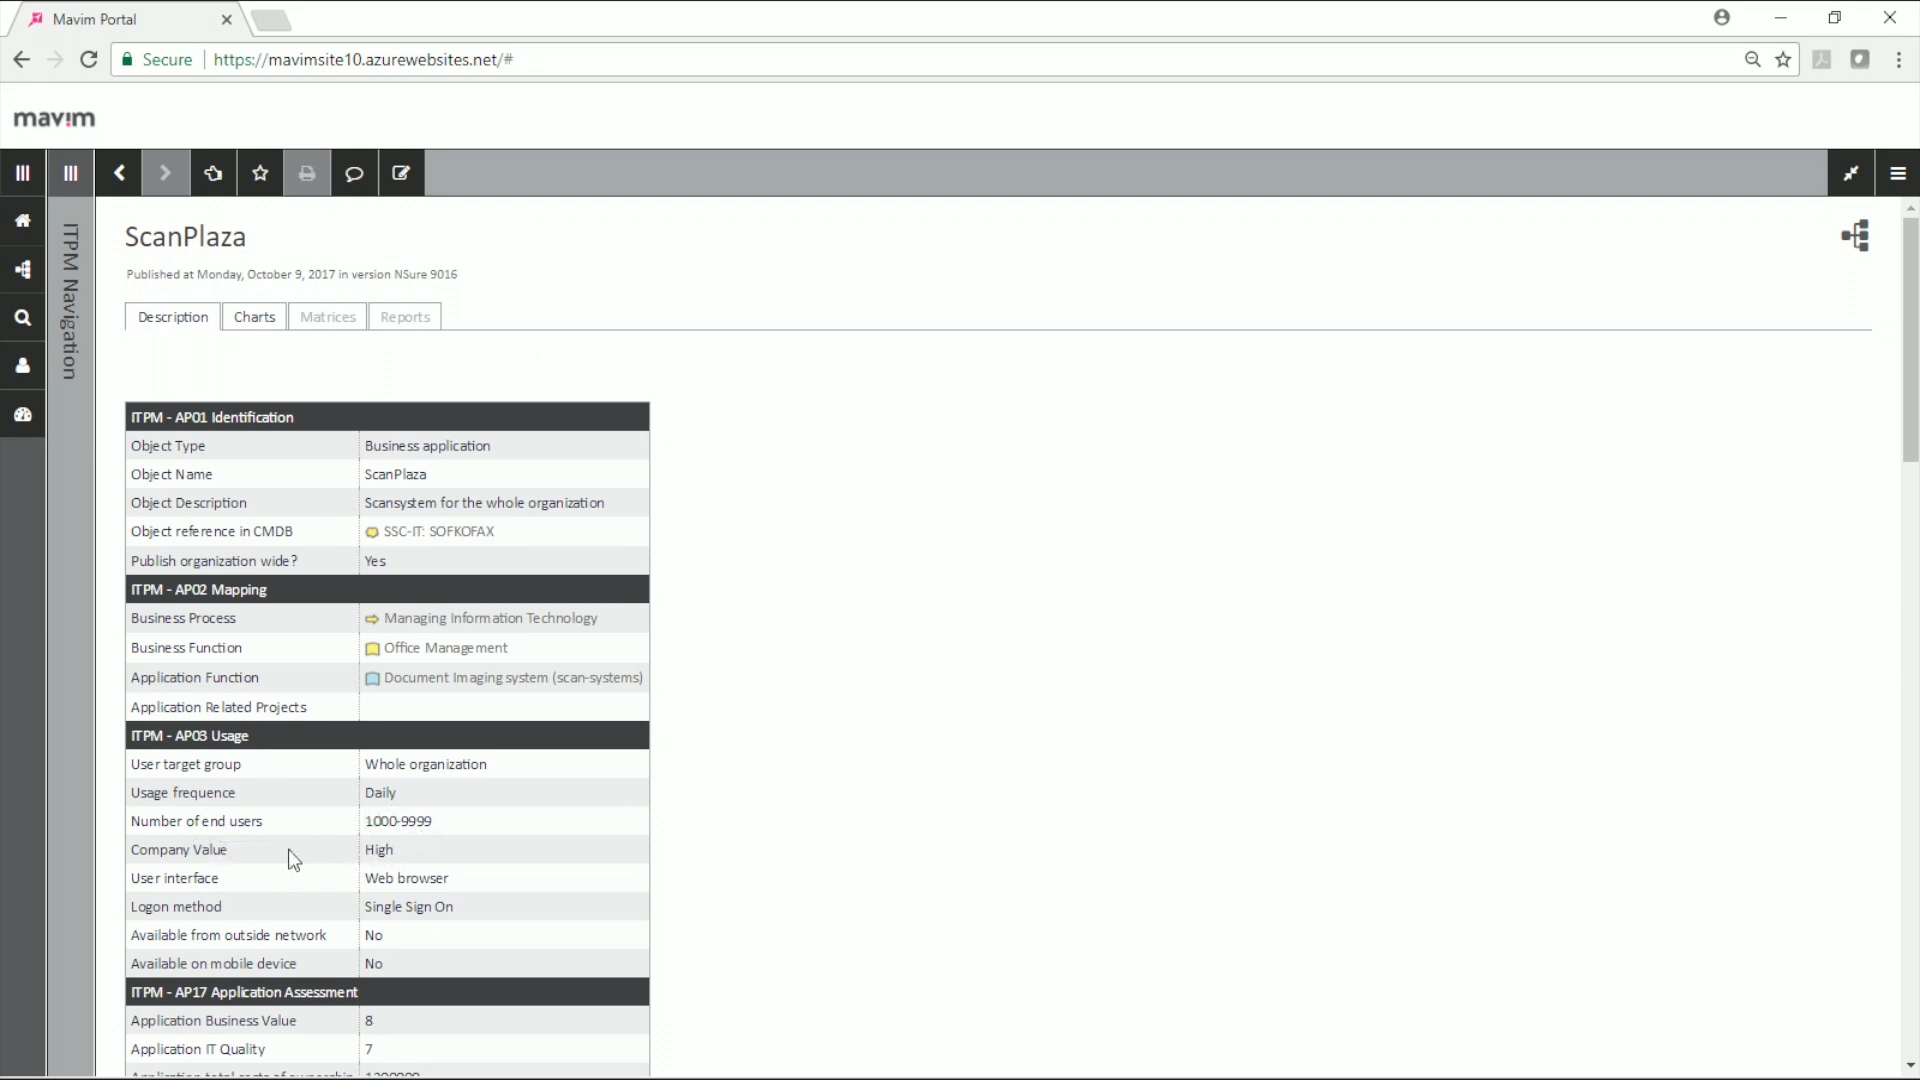 Mavim Portal
Secure https://mavimsite10.azurewebsites.net/#
mavim
ITPM Navigation
ScanPlaza
Published at Monday, October 9, 2017 in version NSure 9016
Description Charts Matrices Reports
ITPM - AP01 Identification
Object Type Business application
Object Name ScanPlaza
Object Description Scansystem for the whole organization
Object reference in CMDB SSC-IT: SOFKOFAX
Publish organization wide? Yes
ITPM - AP02 Mapping
Business Process Managing Information Technology
Business Function Office Management
Application Function Document Imaging system (scan-systems)
Application Related Projects
ITPM - AP03 Usage
User target group Whole organization
Usage frequence Daily
Number of end users 1000-9999
Company Value High
User interface Web browser
Logon method Single Sign On
Available from outside network No
Available on mobile device No
ITPM - AP17 Application Assessment
Application Business Value 8
Application IT Quality 7
Application total costs of ownership